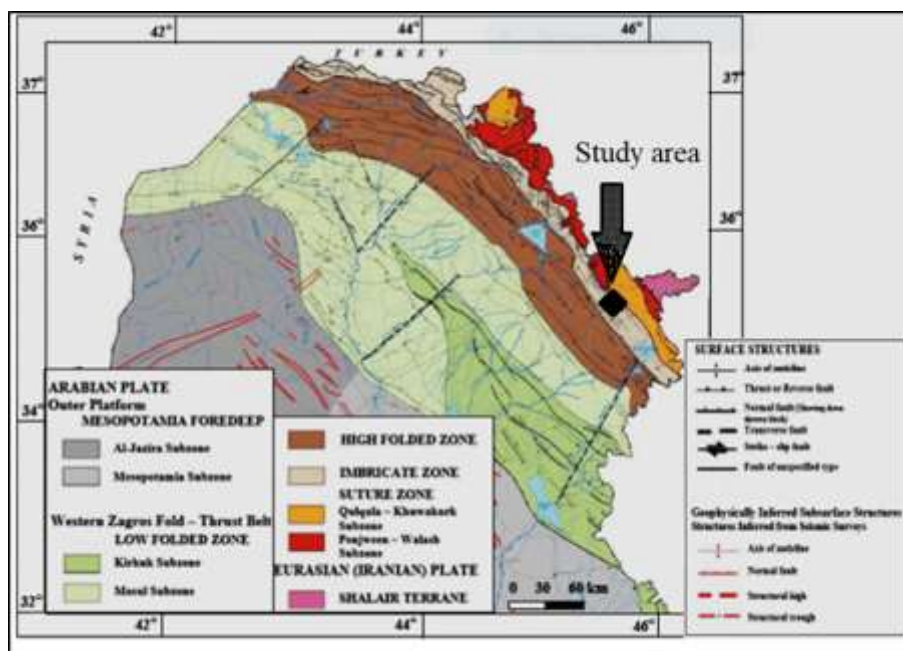 42°
44°
46°
TURKEY
37°
37°
Study area
36°
36°
SYRIA
34
SURFACE STRUCTURES
Axis of anticline
Thrust or Reverse fault
Normal fault (Showing down
Transverse fault
Strike – slip fault
Fault of unspecified type
ARABIAN PLATE
Outer Platform
MESOPOTAMIA FOREDEEP
Al-Jazira Subzone
Mesopotamia Subzone
Western Zagros Fold – Thrust Belt
LOW FOLDED ZONE
Kirkuk Subzone
Mosul Subzone
HIGH FOLDED ZONE
IMBRICATE ZONE
SUTURE ZONE
Qulqula – Khuwakurk
Subzone
Penjween – Walash
Subzone
EURASIAN (IRANIAN) PLATE
SHALAIR TERRANE
0 30 60 km
Geophysically Inferred Subsurface Structures
Structures Inferred from Seismic Surveys
Axis of anticline
Normal fault
Structural high
Structural trough
32°
42°
44°
46°